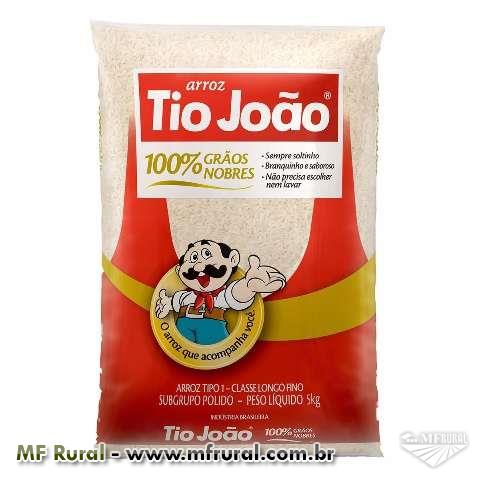 arroz
Tio João®
100% GRÃOS NOBRES
• Sempre soltinho
• Branquinho e saboroso
• Não precisa escolher
nem lavar
O arroz que acompanha você.
ARROZ TIPO 1 – CLASSE LONGO FINO
SUBGRUPO POLIDO – PESO LÍQUIDO 5kg
INDÚSTRIA BRASILEIRA
Tio João 100% GRÃOS NOBRES
MF Rural - www.mfrural.com.br
MFRURAL